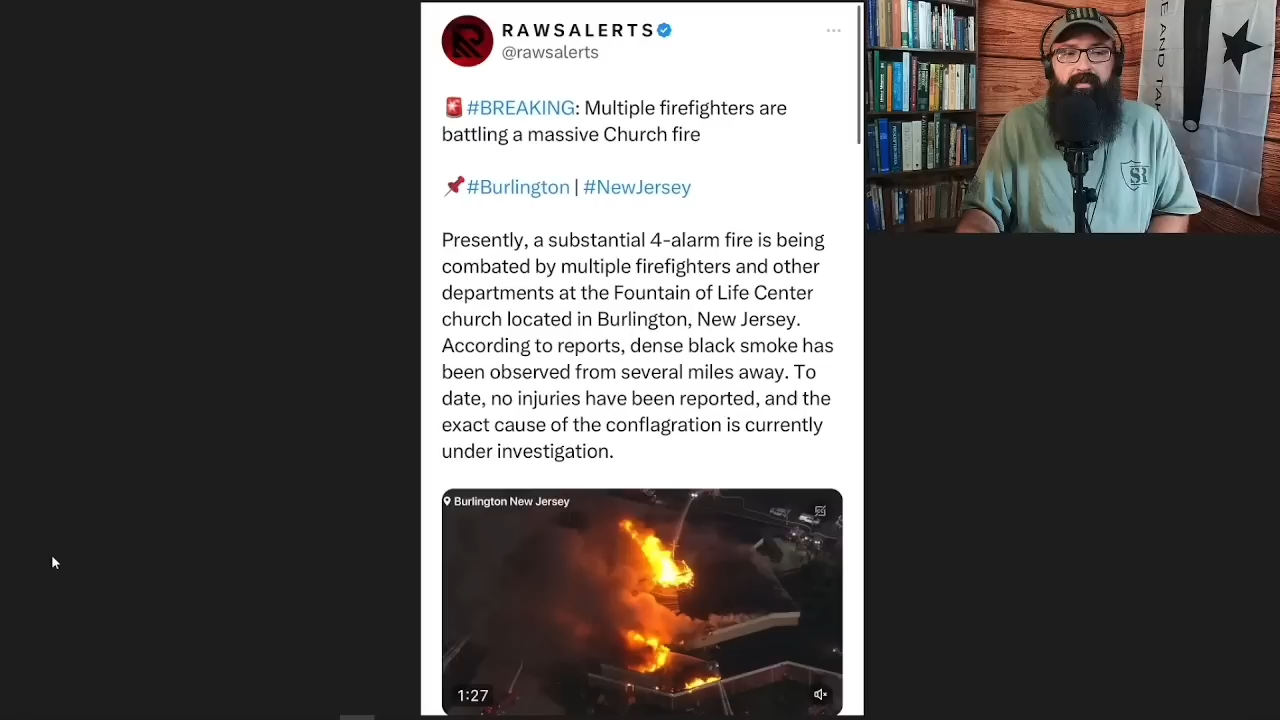 RAWSALERTS
@rawsalerts
🚨#BREAKING: Multiple firefighters are
battling a massive Church fire
📌#Burlington | #NewJersey
Presently, a substantial 4-alarm fire is being
combated by multiple firefighters and other
departments at the Fountain of Life Center
church located in Burlington, New Jersey.
According to reports, dense black smoke has
been observed from several miles away. To
date, no injuries have been reported, and the
exact cause of the conflagration is currently
under investigation.
Burlington New Jersey
1:27
E AND TAK
SR